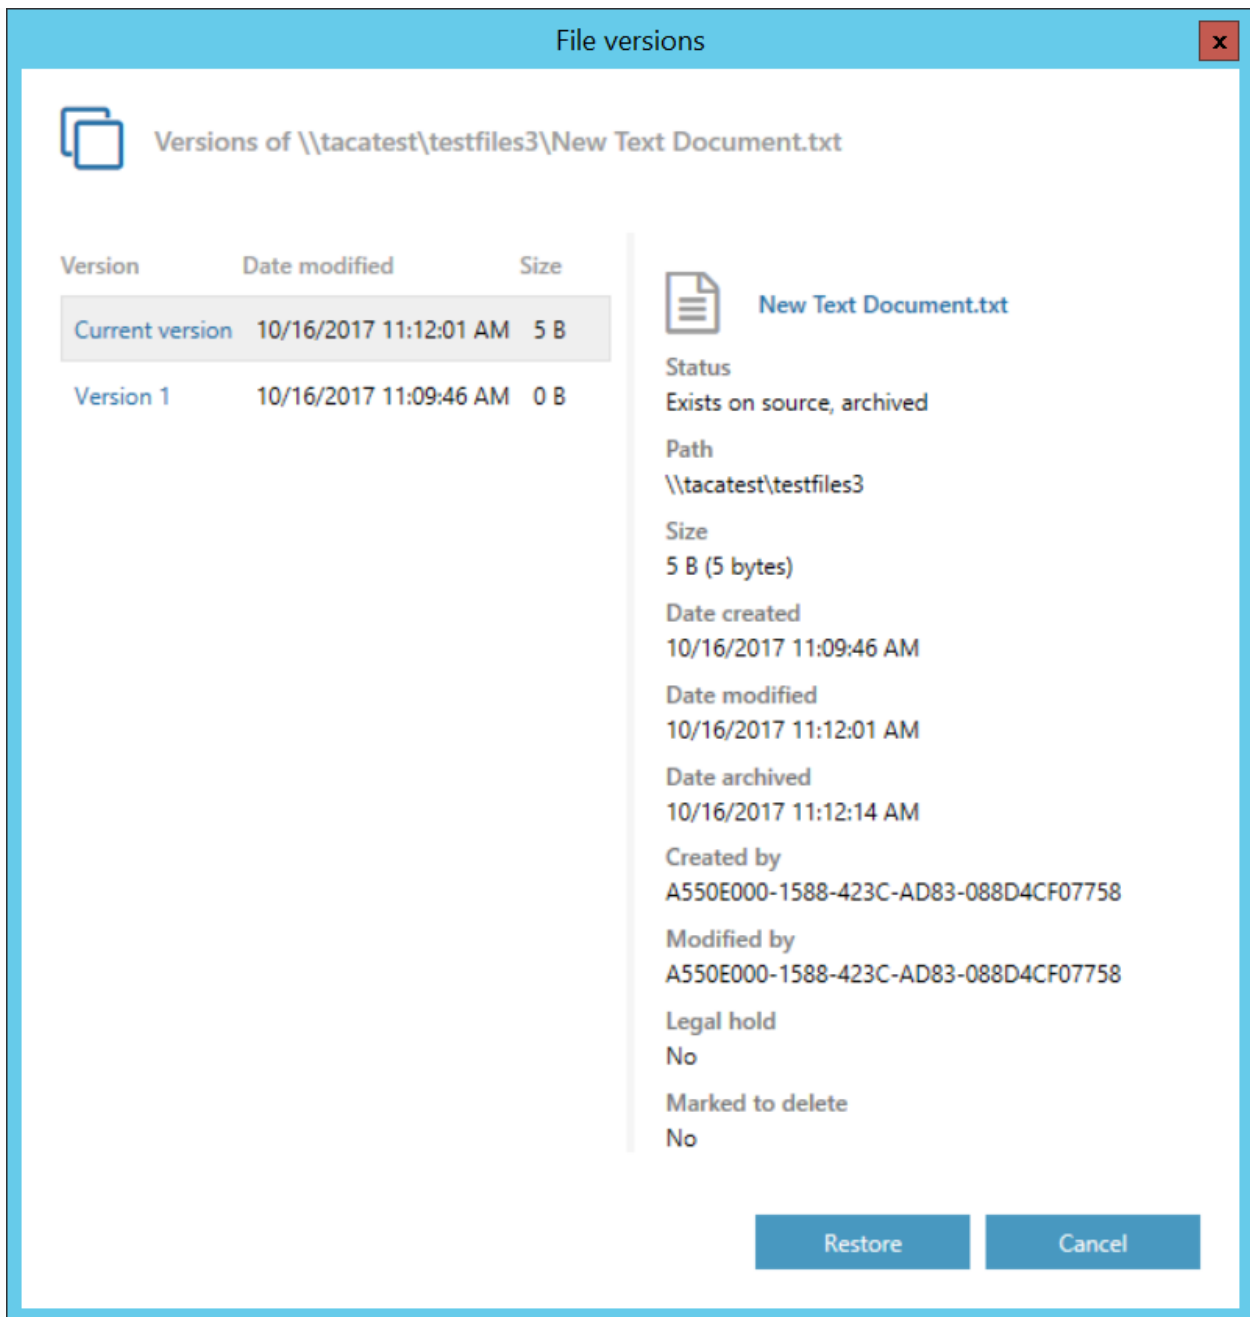 File versions
x
Versions of \\tacatest\testfiles3\New Text Document.txt
Version Date modified Size
Current version 10/16/2017 11:12:01 AM 5 B
Version 1 10/16/2017 11:09:46 AM 0 B
New Text Document.txt
Status
Exists on source, archived
Path
\\tacatest\testfiles3
Size
5 B (5 bytes)
Date created
10/16/2017 11:09:46 AM
Date modified
10/16/2017 11:12:01 AM
Date archived
10/16/2017 11:12:14 AM
Created by
A550E000-1588-423C-AD83-088D4CF07758
Modified by
A550E000-1588-423C-AD83-088D4CF07758
Legal hold
No
Marked to delete
No
Restore Cancel